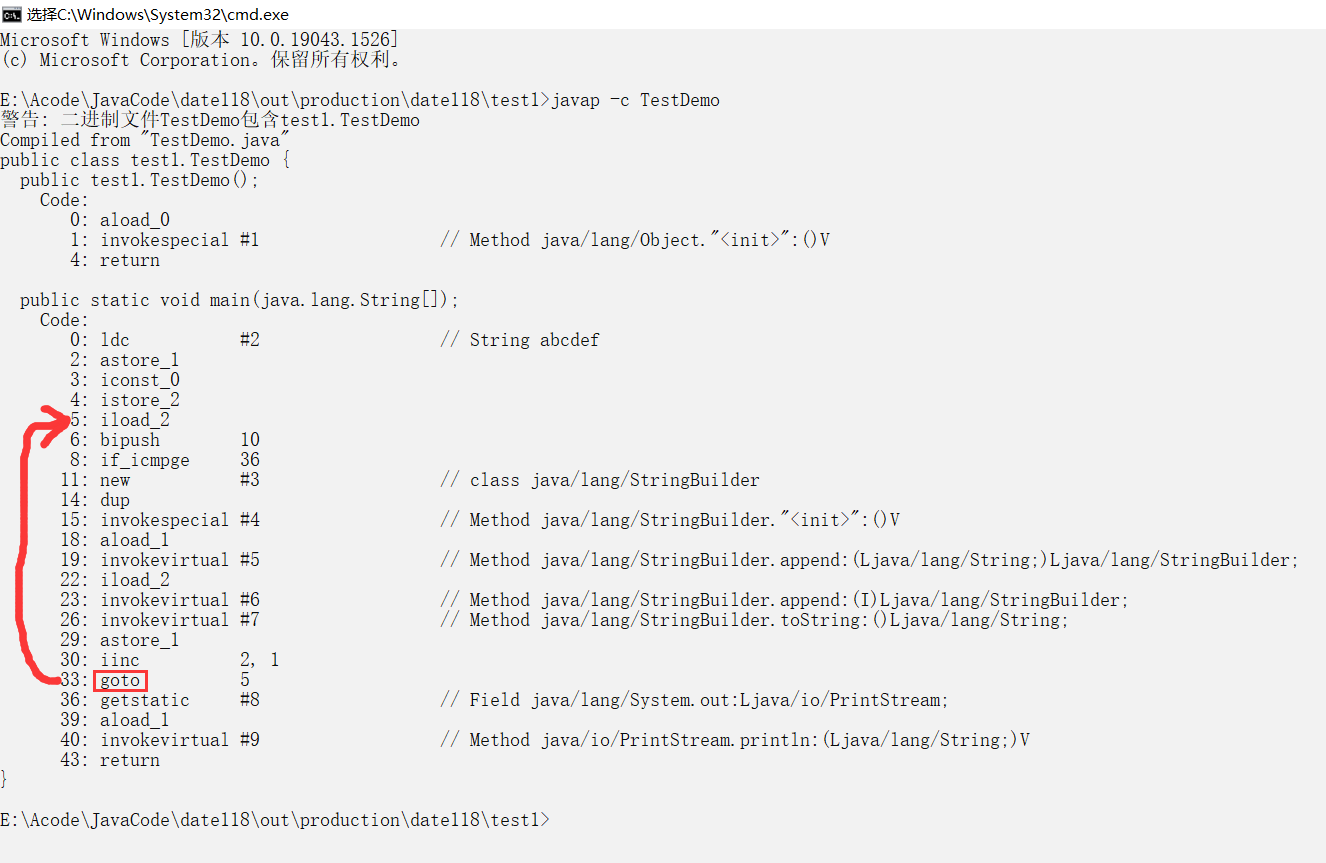 选择C:\Windows\System32\cmd.exe
Microsoft Windows [版本 10.0.19043.1526]
(c) Microsoft Corporation。保留所有权利。
E:\Acode\JavaCode\date118\out\production\date118\test1>javap -c TestDemo
警告: 二进制文件TestDemo包含test1.TestDemo
Compiled from "TestDemo.java"
public class test1.TestDemo {
  public test1.TestDemo();
    Code:
       0: aload_0
       1: invokespecial #1                  // Method java/lang/Object."<init>":()V
       4: return
  public static void main(java.lang.String[]);
    Code:
       0: ldc           #2                  // String abcdef
       2: astore_1
       3: iconst_0
       4: istore_2
       5: iload_2
       6: bipush        10
       8: if_icmpge     36
      11: new           #3                  // class java/lang/StringBuilder
      14: dup
      15: invokespecial #4                  // Method java/lang/StringBuilder."<init>":()V
      18: aload_1
      19: invokevirtual #5                  // Method java/lang/StringBuilder.append:(Ljava/lang/String;)Ljava/lang/StringBuilder;
      22: iload_2
      23: invokevirtual #6                  // Method java/lang/StringBuilder.append:(I)Ljava/lang/StringBuilder;
      26: invokevirtual #7                  // Method java/lang/StringBuilder.toString:()Ljava/lang/String;
      29: astore_1
      30: iinc          2, 1
      33: goto          5
      36: getstatic     #8                  // Field java/lang/System.out:Ljava/io/PrintStream;
      39: aload_1
      40: invokevirtual #9                  // Method java/io/PrintStream.println:(Ljava/lang/String;)V
      43: return
}
E:\Acode\JavaCode\date118\out\production\date118\test1>